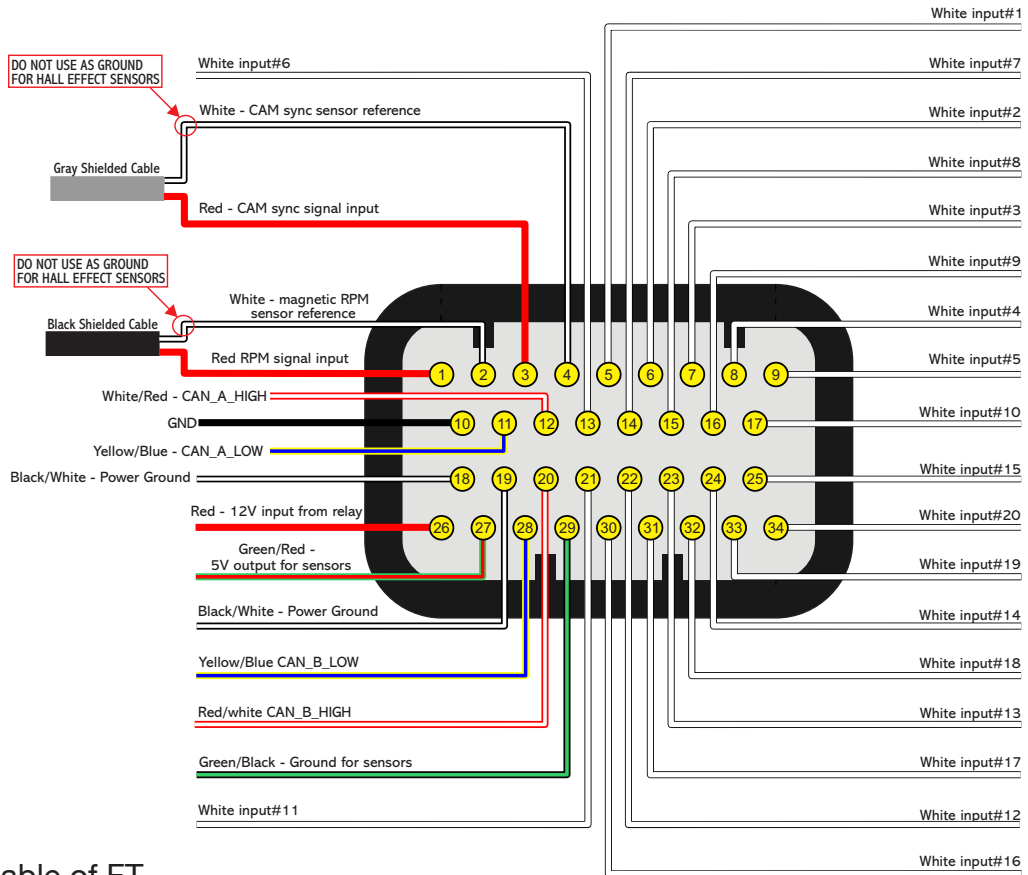 White input#1
White input#6
White input#7
DO NOT USE AS GROUND
FOR HALL EFFECT SENSORS
White - CAM sync sensor reference
White input#2
Gray Shielded Cable
White input#8
Red - CAM sync signal input
White input#3
DO NOT USE AS GROUND
FOR HALL EFFECT SENSORS
White input#9
White - magnetic RPM
sensor reference
White input#4
Black Shielded Cable
Red RPM signal input
White input#5
1 2 3 4 5 6 7 8 9
White/Red - CAN_A_HIGH
White input#10
GND
10 11 12 13 14 15 16 17
Yellow/Blue - CAN_A_LOW
White input#15
Black/White - Power Ground
18 19 20 21 22 23 24 25
Red - 12V input from relay
White input#20
26 27 28 29 30 31 32 33 34
Green/Red -
5V output for sensors
White input#19
Black/White - Power Ground
White input#14
Yellow/Blue CAN_B_LOW
White input#18
Red/white CAN_B_HIGH
White input#13
Green/Black - Ground for sensors
White input#17
White input#11
White input#12
White input#16
able of FT